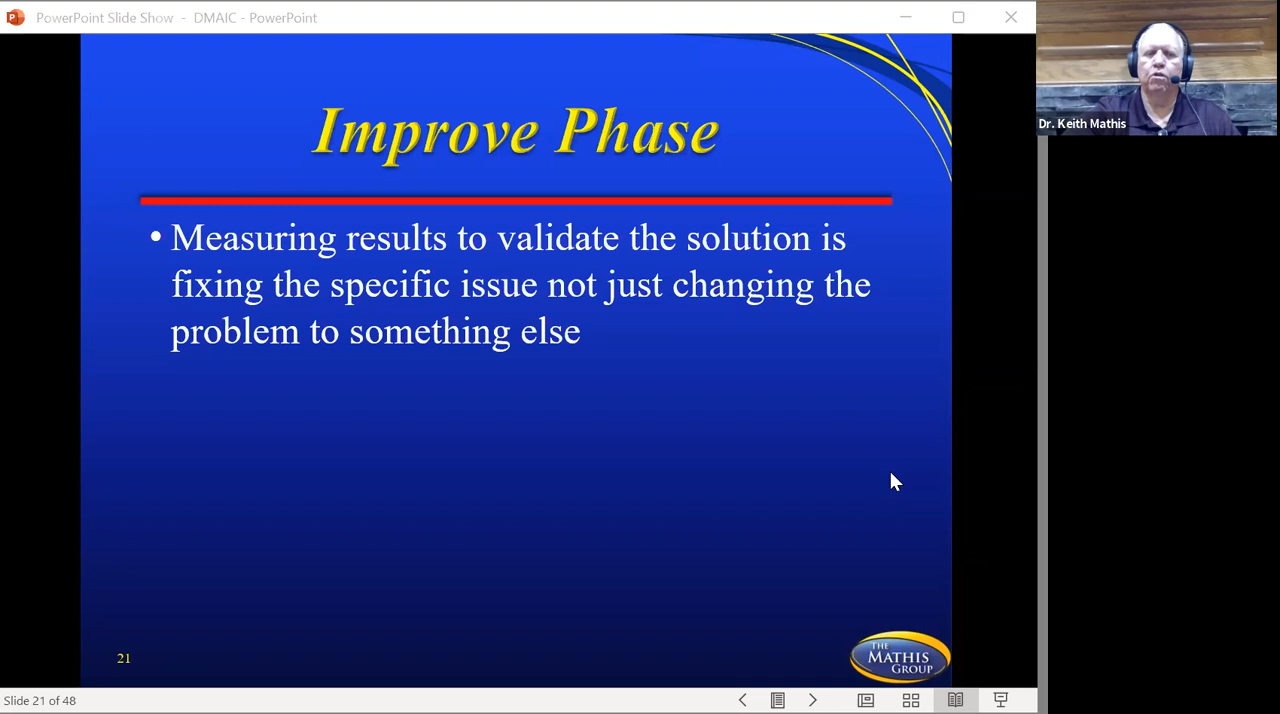 PowerPoint Slide Show - DMAIC - PowerPoint
Dr. Keith Mathis
Improve Phase
• Measuring results to validate the solution is
fixing the specific issue not just changing the
problem to something else
21
THE
MATHIS
GROUP
Slide 21 of 48